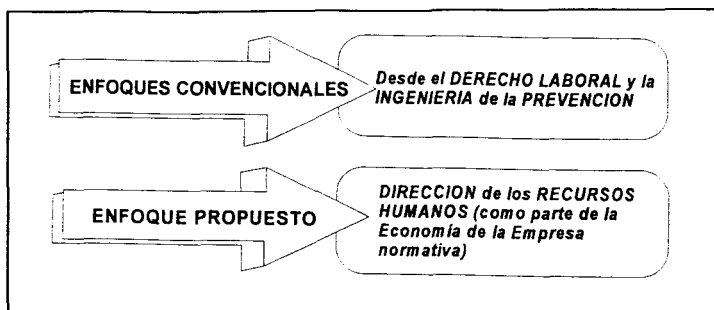 ENFOQUES CONVENCIONALES
Desde el DERECHO LABORAL y la
INGENIERIA de la PREVENCION
ENFOQUE PROPUESTO
DIRECCION de los RECURSOS
HUMANOS (como parte de la
Economía de la Empresa
normativa)